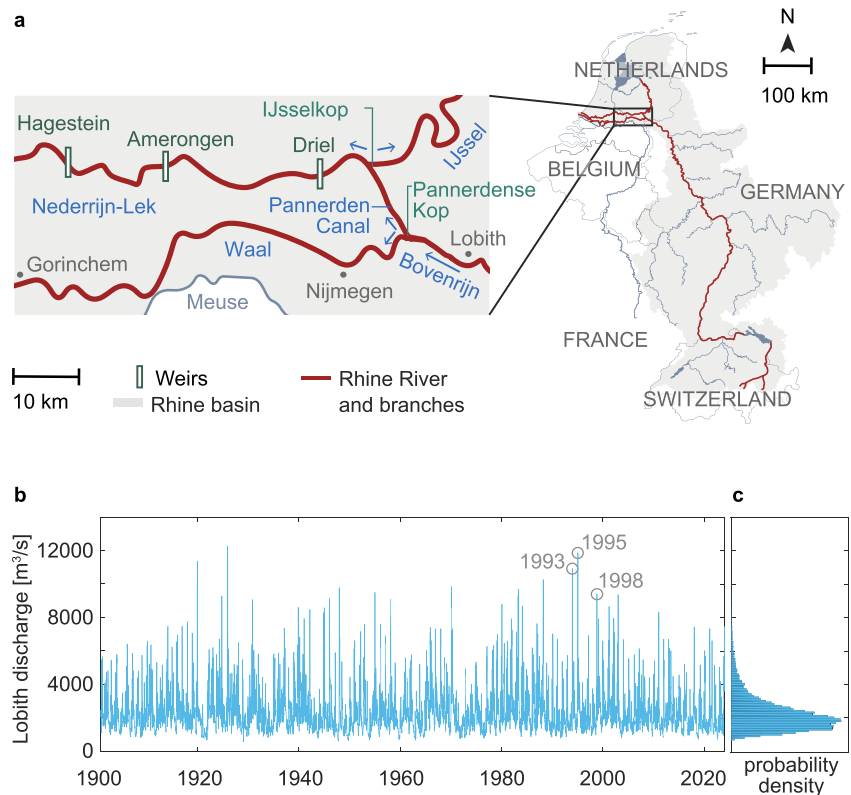 a
N
100 km
NETHERLANDS
BELGIUM
GERMANY
FRANCE
SWITZERLAND
Hagestein
Amerongen
IJsselkop
Driel
IJssel
Nederrijn-Lek
Pannerden
Canal
Pannerdense
Kop
Waal
Lobith
Bovenrijn
Gorinchem
Nijmegen
Meuse
10 km
Weirs
Rhine basin
Rhine River
and branches
b
c
Lobith discharge [m³/s]
12000
8000
4000
0
1993
1995
1998
1900
1920
1940
1960
1980
2000
2020
probability
density